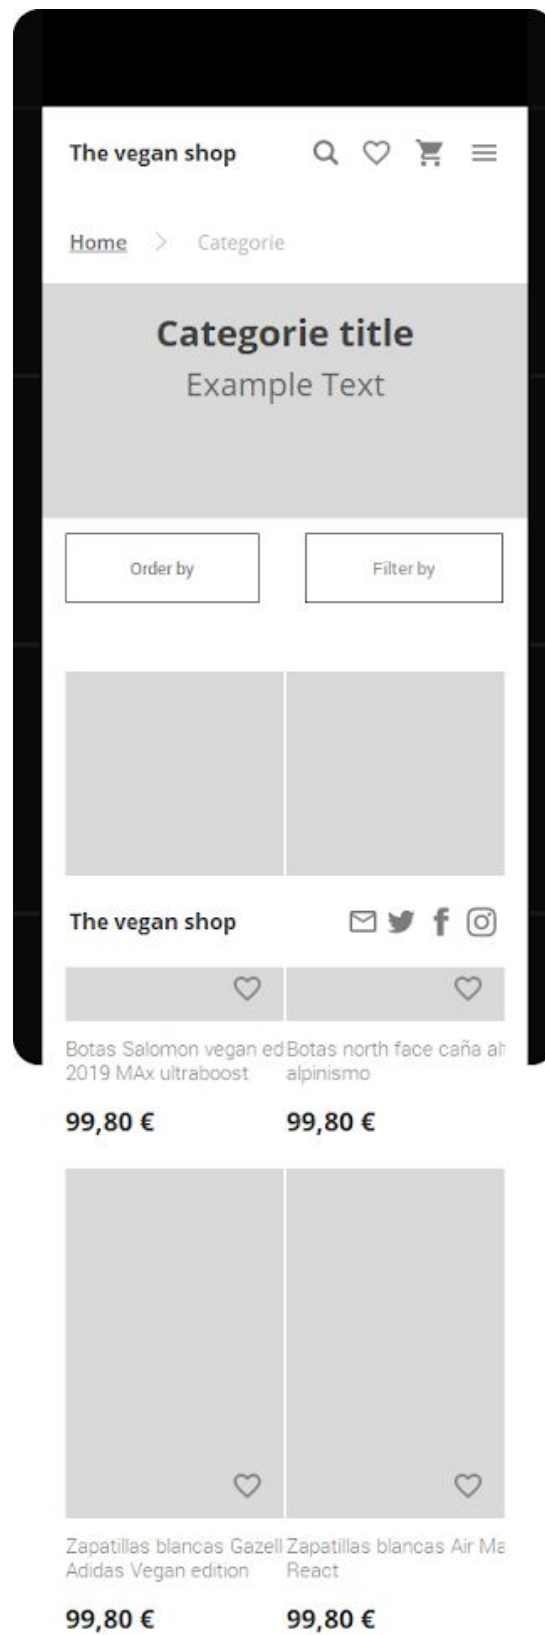 The vegan shop
Home > Categorie
Categorie title
Example Text
Order by
Filter by
The vegan shop
Botas Salomon vegan ed
2019 MAx ultraboost
99,80 €
Botas north face caña
alpinismo
99,80 €
Zapatillas blancas Gazell
Adidas Vegan edition
99,80 €
Zapatillas blancas Air Ma
React
99,80 €